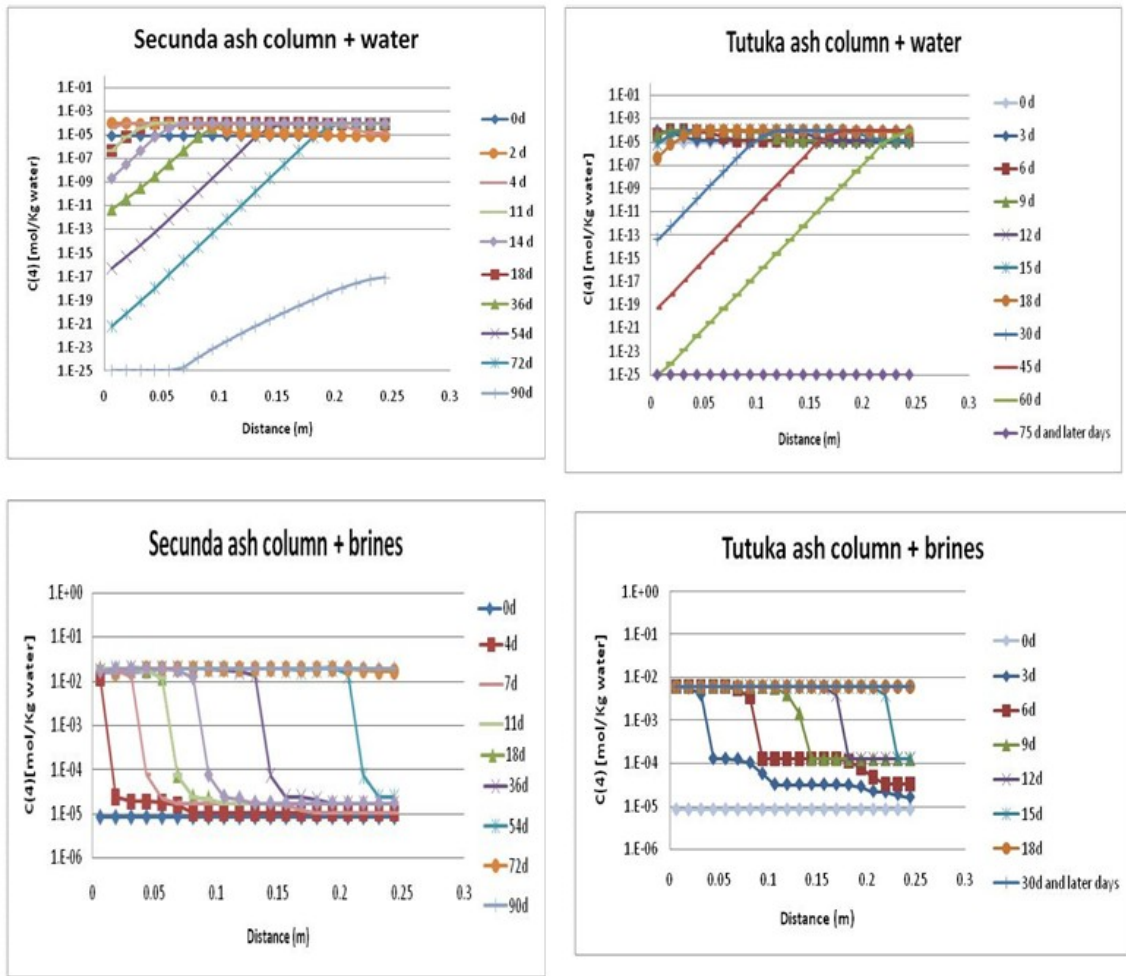 Secunda ash column + water
C(4) [mol/Kg water]
1.E-01
1.E-03
1.E-05
1.E-07
1.E-09
1.E-11
1.E-13
1.E-15
1.E-17
1.E-19
1.E-21
1.E-23
1.E-25
0 0.05 0.1 0.15 0.2 0.25 0.3
Distance (m)
0d
2 d
4 d
11 d
14 d
18d
36d
54d
72d
90d
Tutuka ash column + water
C(4) [mol/Kg water]
1.E-01
1.E-03
1.E-05
1.E-07
1.E-09
1.E-11
1.E-13
1.E-15
1.E-17
1.E-19
1.E-21
1.E-23
1.E-25
0 0.05 0.1 0.15 0.2 0.25 0.3
Distance (m)
0 d
3 d
6 d
9 d
12 d
15 d
18 d
30 d
45 d
60 d
75 d and later days
Secunda ash column + brines
C(4)[mol/Kg water]
1.E+00
1.E-01
1.E-02
1.E-03
1.E-04
1.E-05
1.E-06
0 0.05 0.1 0.15 0.2 0.25 0.3
Distance (m)
0d
4d
7d
11d
18d
36d
54d
72d
90d
Tutuka ash column + brines
C(4)[mol/Kg water]
1.E+00
1.E-01
1.E-02
1.E-03
1.E-04
1.E-05
1.E-06
0 0.05 0.1 0.15 0.2 0.25 0.3
Distance (m)
0d
3d
6d
9d
12d
15d
18d
30d and later days